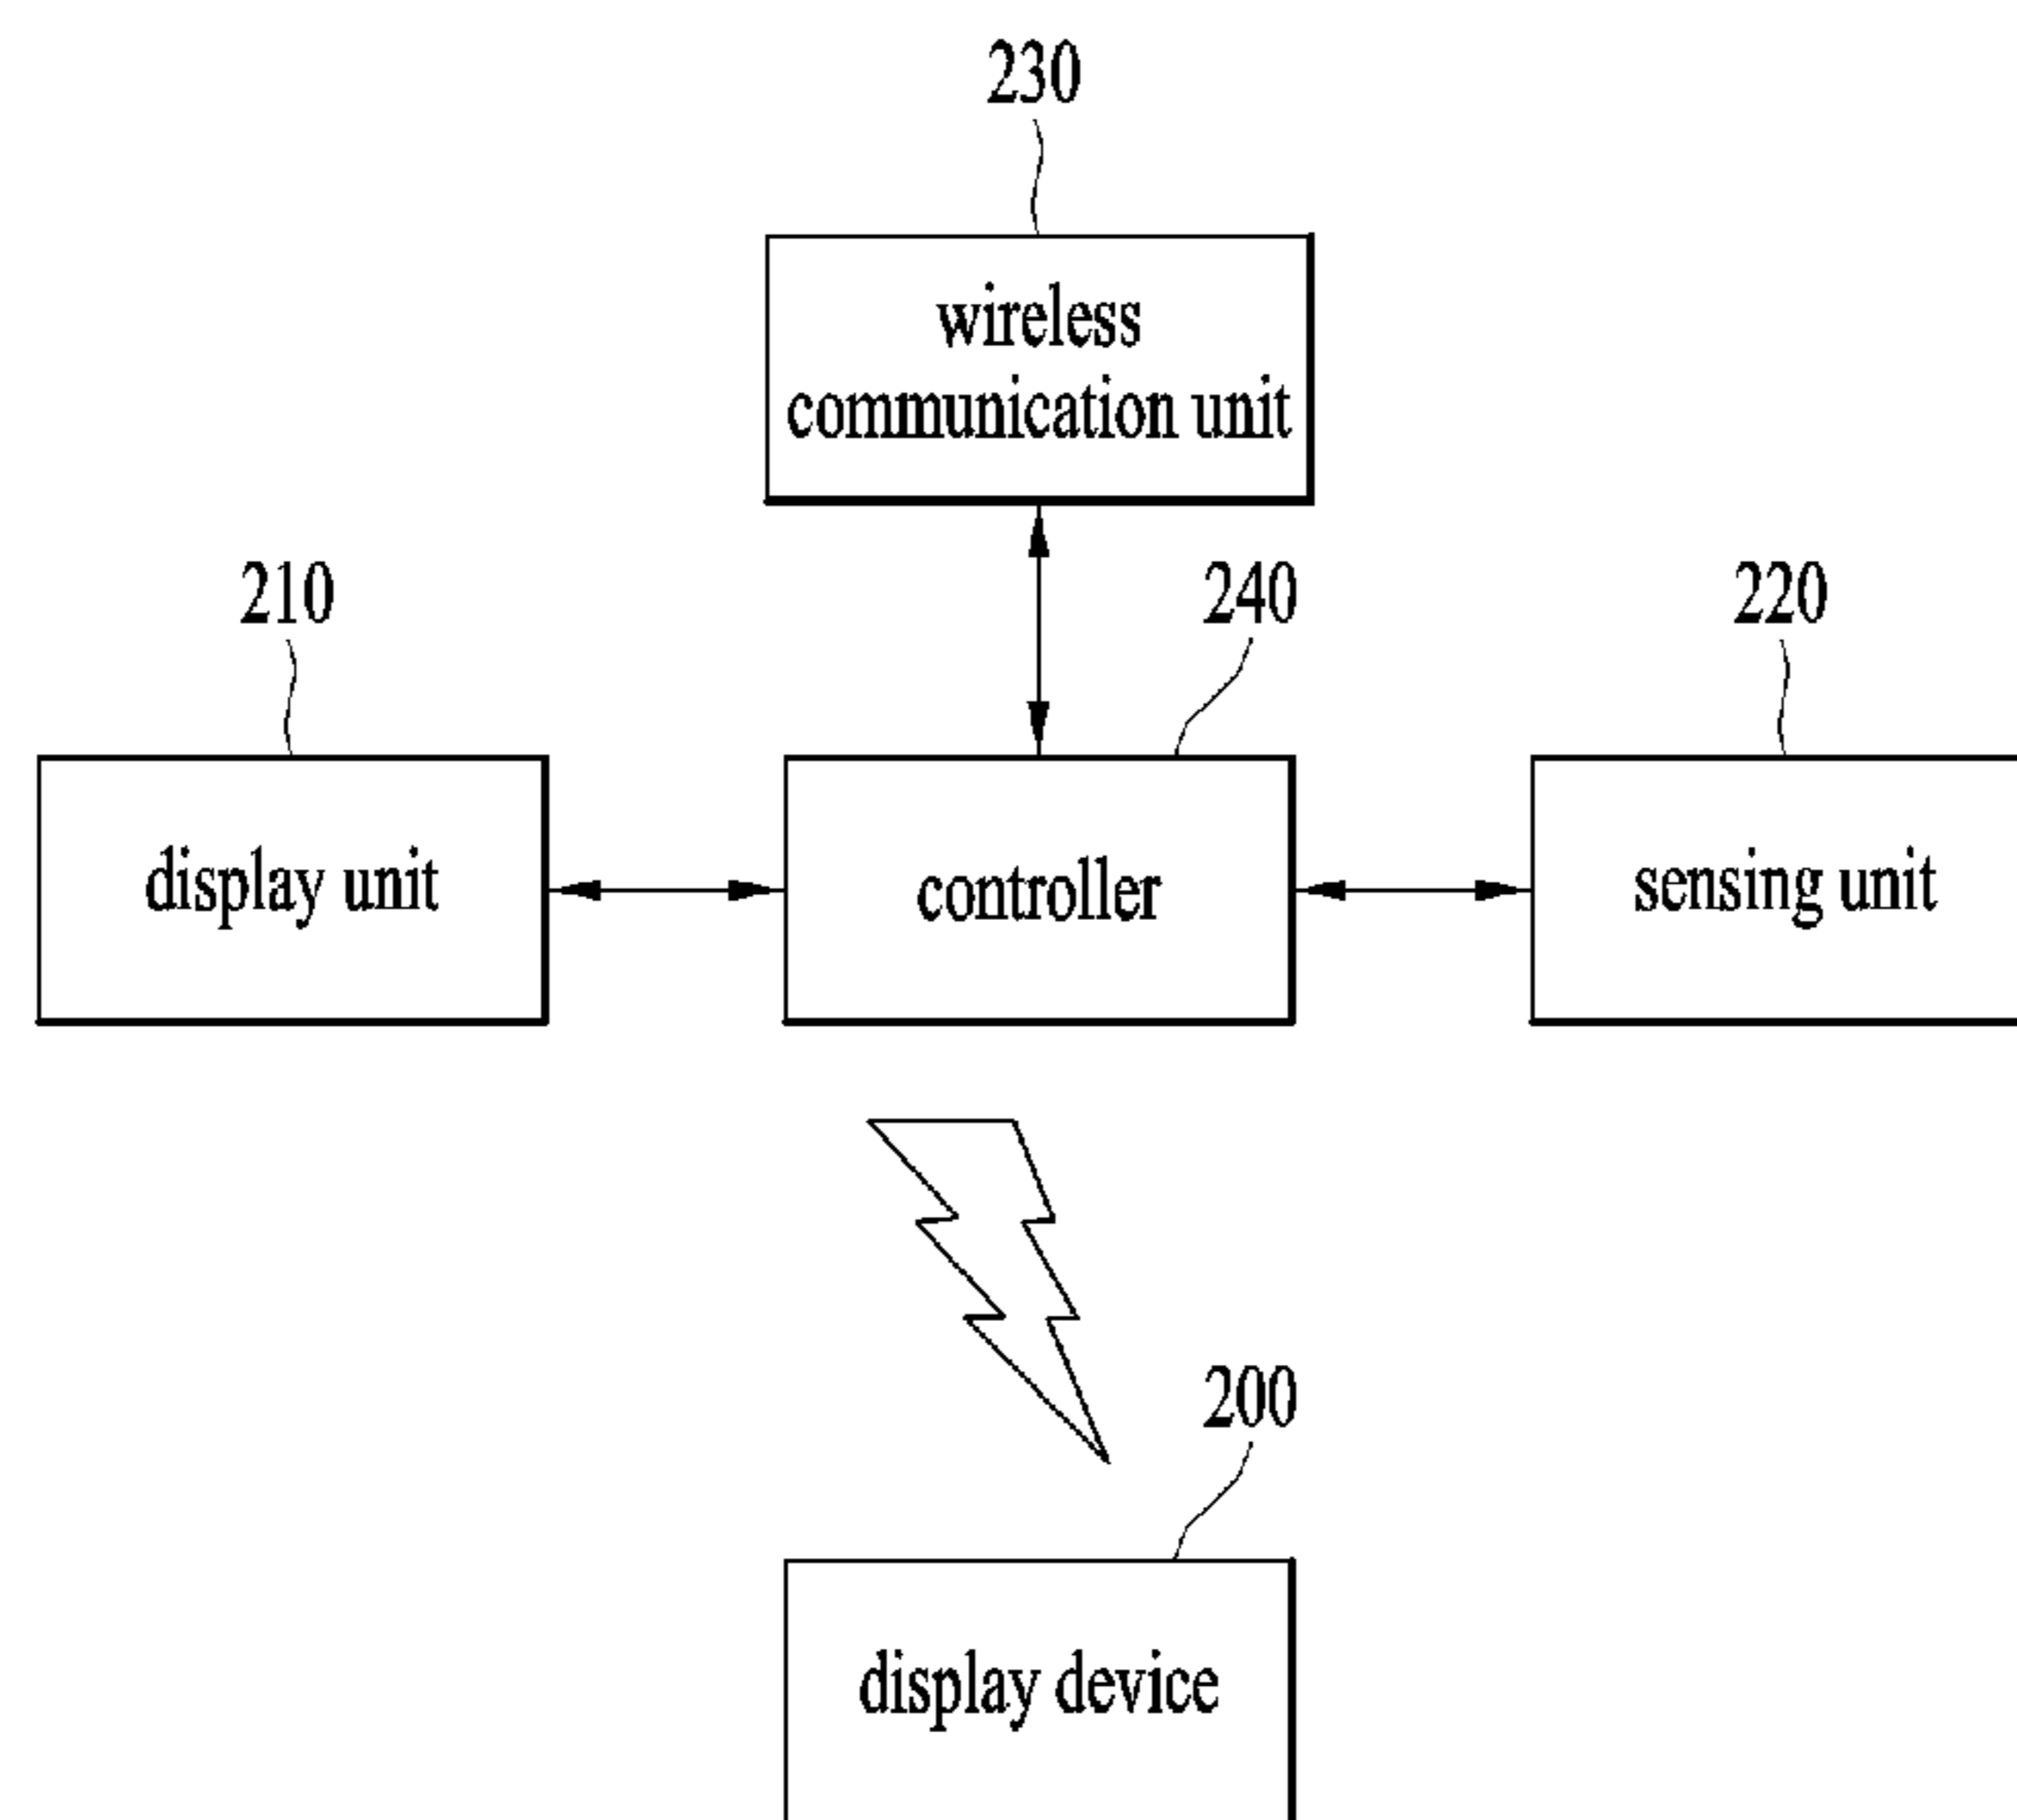 230
wireless
communication unit
210
240
220
display unit
controller
sensing unit
200
display device